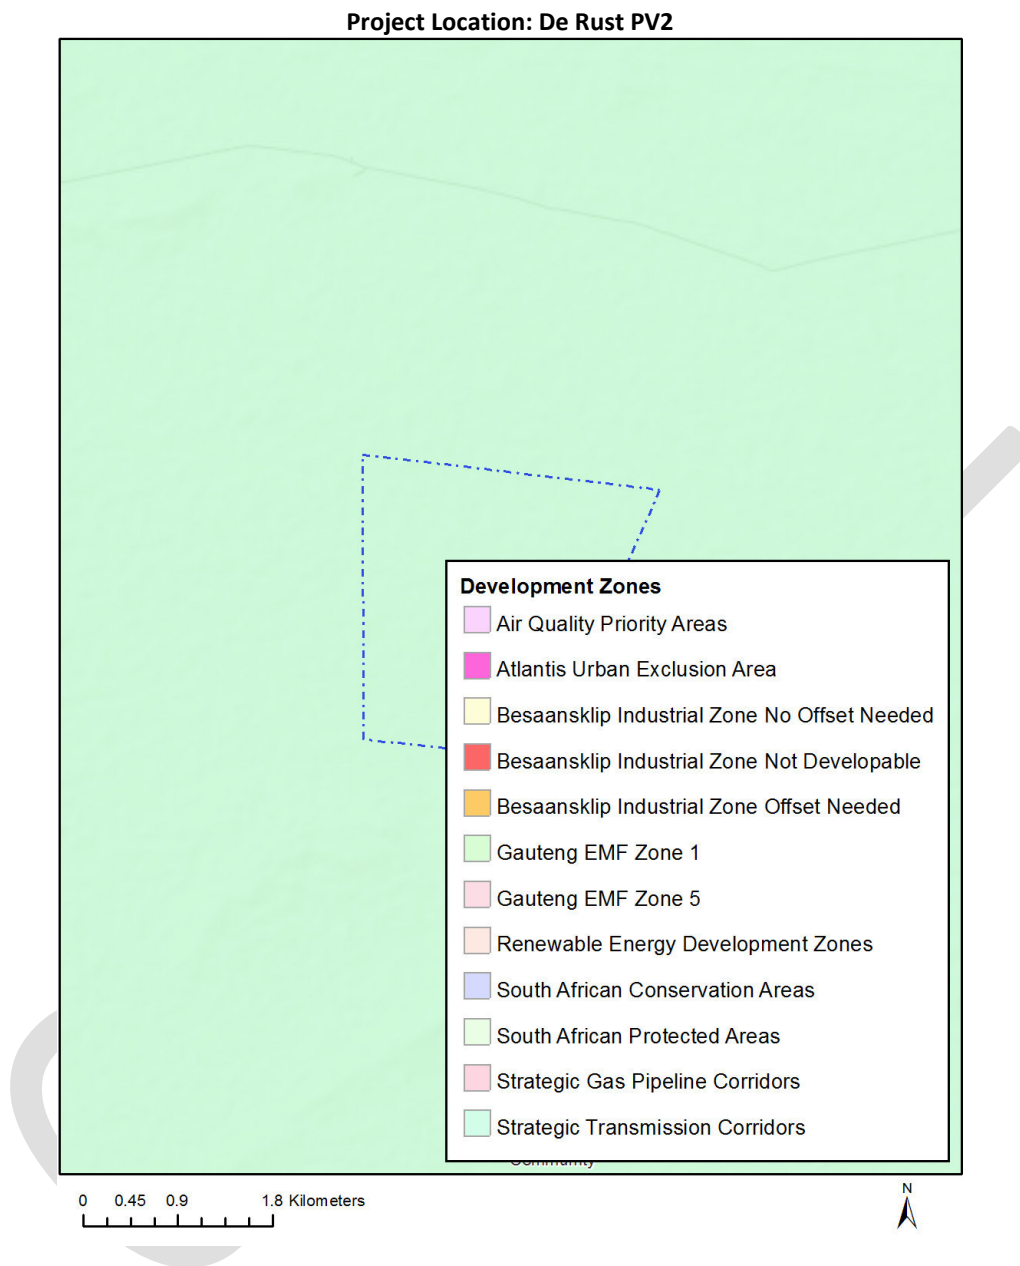 Project Location: De Rust PV2
Development Zones
Air Quality Priority Areas
Atlantis Urban Exclusion Area
Besaansklip Industrial Zone No Offset Needed
Besaansklip Industrial Zone Not Developable
Besaansklip Industrial Zone Offset Needed
Gauteng EMF Zone 1
Gauteng EMF Zone 5
Renewable Energy Development Zones
South African Conservation Areas
South African Protected Areas
Strategic Gas Pipeline Corridors
Strategic Transmission Corridors
Community
0 0.45 0.9 1.8 Kilometers
N